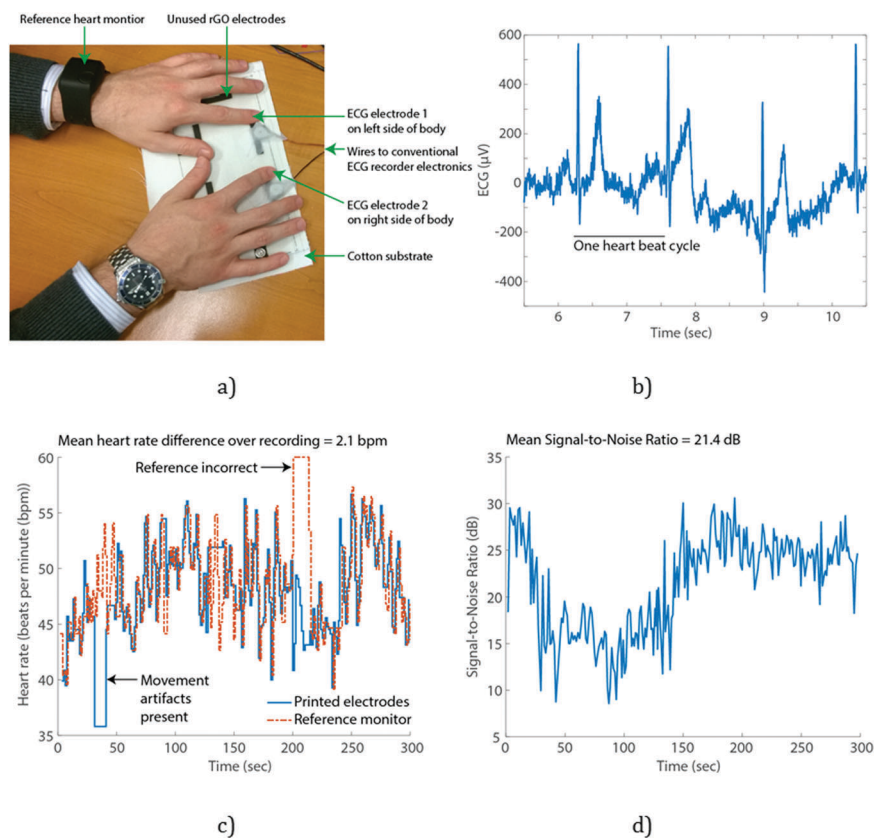 Reference heart montior
Unused rGO electrodes
ECG electrode 1
on left side of body
Wires to conventional
ECG recorder electronics
ECG electrode 2
on right side of body
Cotton substrate
a)
600
400
200
0
-200
-400
ECG (µV)
One heart beat cycle
6
7
8
9
10
Time (sec)
b)
Mean heart rate difference over recording = 2.1 bpm
60
55
50
45
40
35
Heart rate (beats per minute (bpm))
Reference incorrect
Movement
artifacts
present
Printed electrodes
Reference monitor
0
50
100
150
200
250
300
Time (sec)
c)
Mean Signal-to-Noise Ratio = 21.4 dB
35
30
25
20
15
10
5
Signal-to-Noise Ratio (dB)
0
50
100
150
200
250
300
Time (sec)
d)